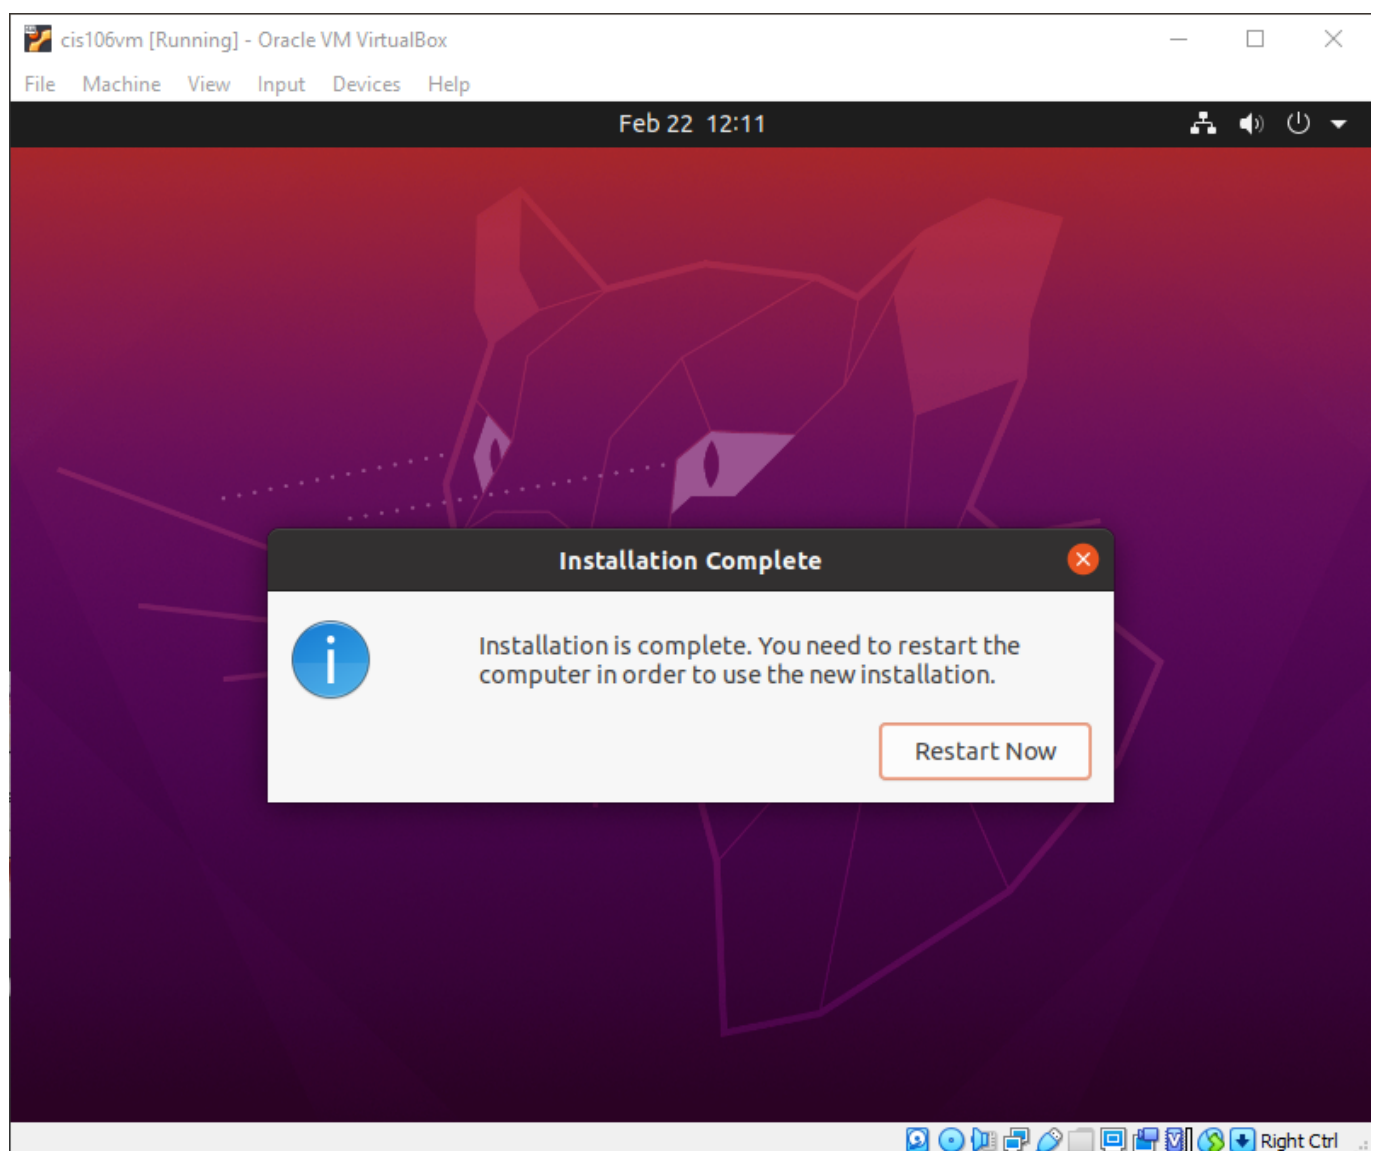 cis106vm [Running] - Oracle VM VirtualBox
File Machine View Input Devices Help
Feb 22 12:11
Installation Complete
Installation is complete. You need to restart the
computer in order to use the new installation.
Restart Now
Right Ctrl